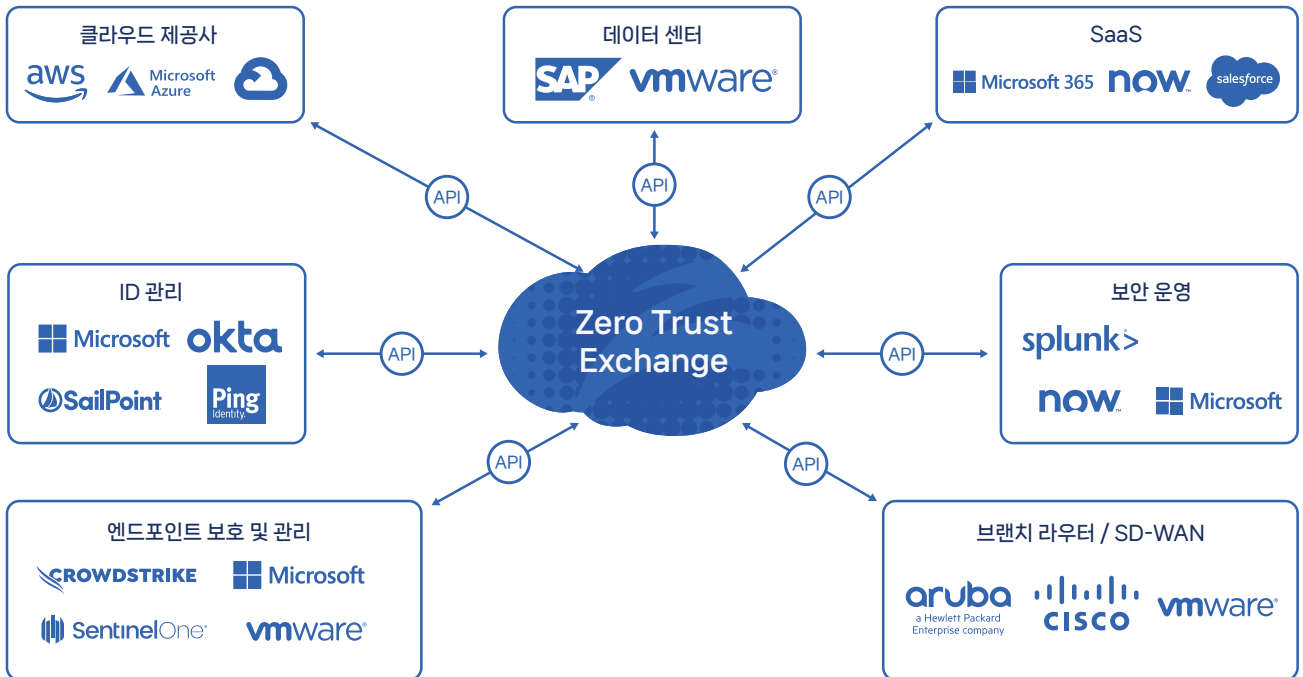 클라우드 제공사
aws
Microsoft
Azure
데이터 센터
SAP®
vmware®
SaaS
Microsoft 365
now™
salesforce
API
API
API
ID 관리
Microsoft
okta
SailPoint
Ping
Identity.
API
Zero Trust
Exchange
API
보안 운영
splunk>
now™
Microsoft
API
API
엔드포인트 보호 및 관리
CROWDSTRIKE
Microsoft
SentinelOne®
vmware®
브랜치 라우터 / SD-WAN
aruba
a Hewlett Packard
Enterprise company
CISCO
vmware®